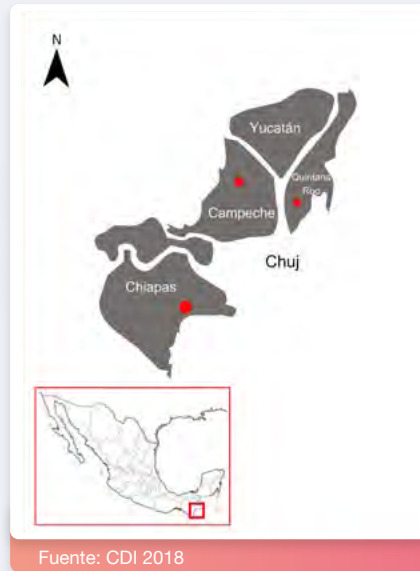 N
Yucatán
Quintana
Roo
Campeche
Chuj
Chiapas
Fuente: CDI 2018